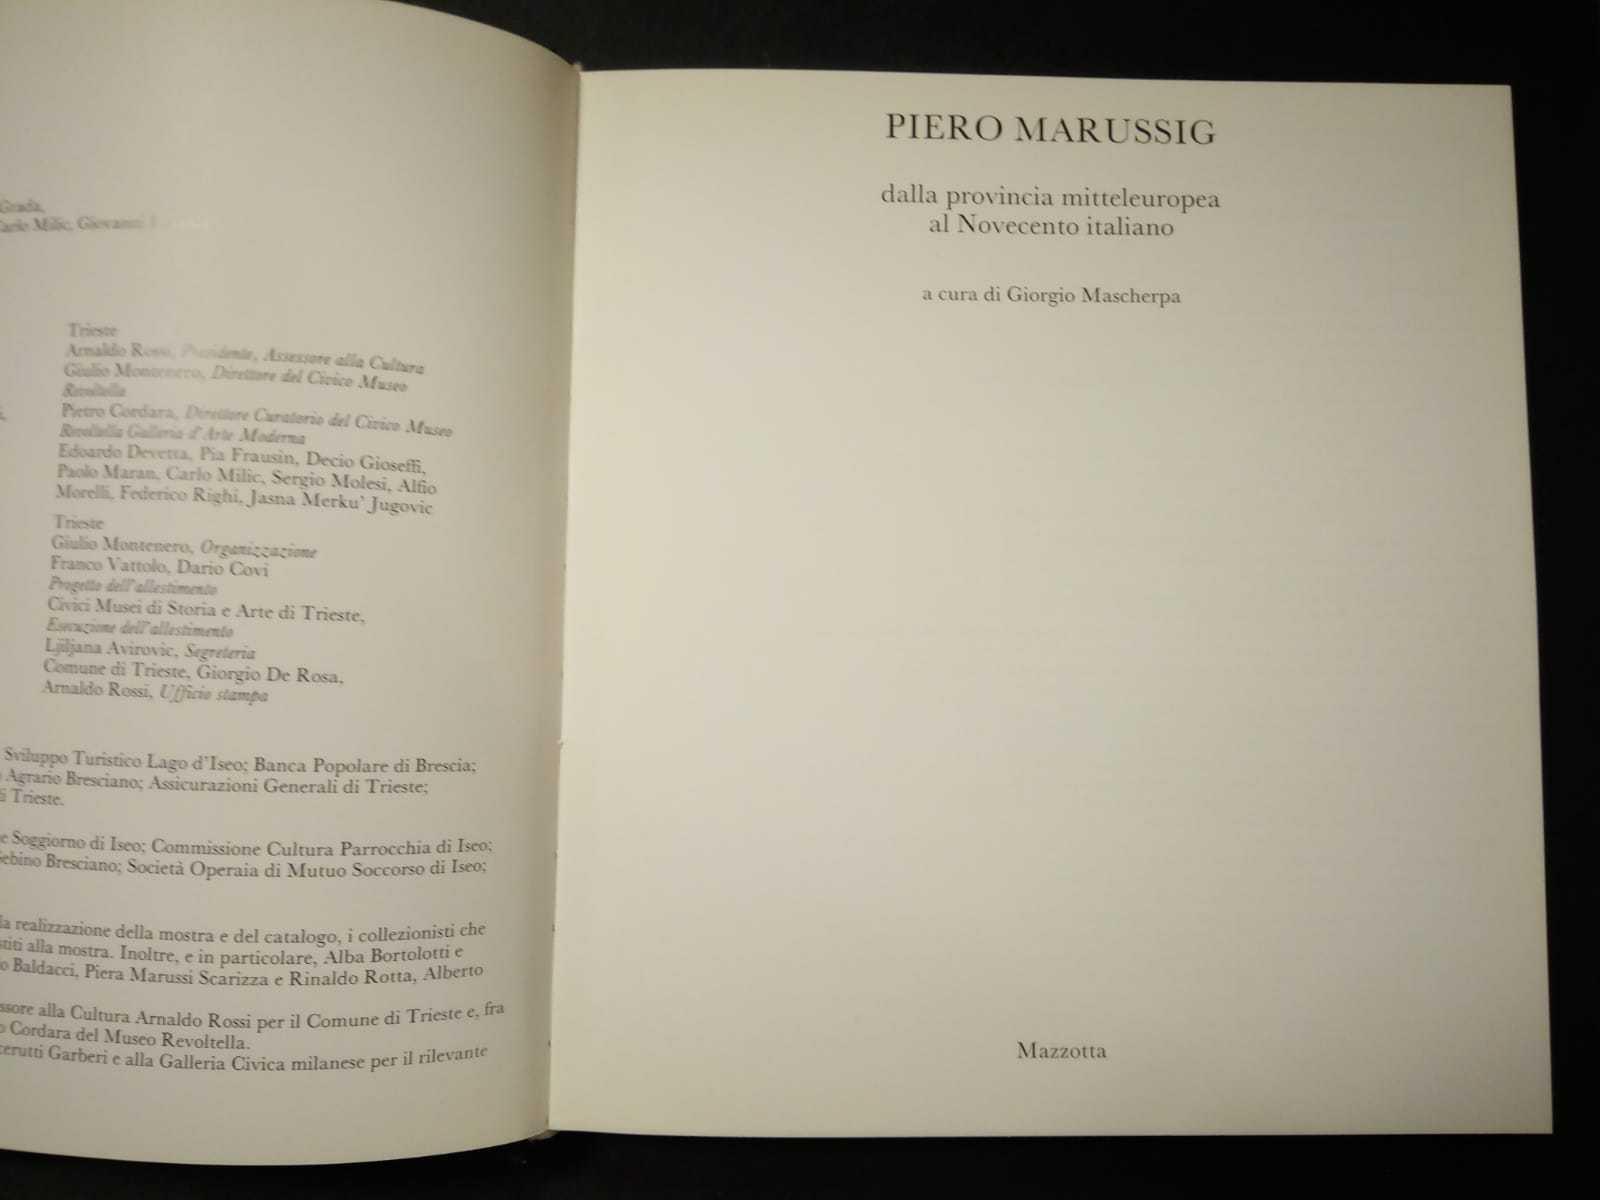 Grada,
Carlo Milic, Giovanni
Trieste
Arnaldo Rossi, Presidente, Assessore alla Cultura
Giulio Montenero, Direttore del Civico Museo
Revoltella
Pietro Cordara, Direttore Curatorio del Civico Museo
Revoltella Galleria d'Arte Moderna
Edoardo Devetta, Pia Frausin, Decio Gioseffi,
Paolo Maran, Carlo Milic, Sergio Molesi, Alfio
Morelli, Federico Righi, Jasna Merku' Jugovic
Trieste
Giulio Montenero, Organizzazione
Franco Vattolo, Dario Covi
Progetto dell'allestimento
Civici Musei di Storia e Arte di Trieste,
Esecuzione dell'allestimento
Ljiljana Avirovic, Segreteria
Comune di Trieste, Giorgio De Rosa,
Arnaldo Rossi, Ufficio stampa
Sviluppo Turistico Lago d'Iseo; Banca Popolare di Brescia;
Agrario Bresciano; Assicurazioni Generali di Trieste;
di Trieste.
e Soggiorno di Iseo; Commissione Cultura Parrocchia di Iseo;
Sebino Bresciano; Società Operaia di Mutuo Soccorso di Iseo;
la realizzazione della mostra e del catalogo, i collezionisti che
alla mostra. Inoltre, e in particolare, Alba Bortolotti e
Baldacci, Piera Marussi Scarizza e Rinaldo Rotta, Alberto
alla Cultura Arnaldo Rossi per il Comune di Trieste e, fra
Cordara del Museo Revoltella.
Garberi e alla Galleria Civica milanese per il rilevante
PIERO MARUSSIG
dalla provincia mitteleuropea
al Novecento italiano
a cura di Giorgio Mascherpa
Mazzotta